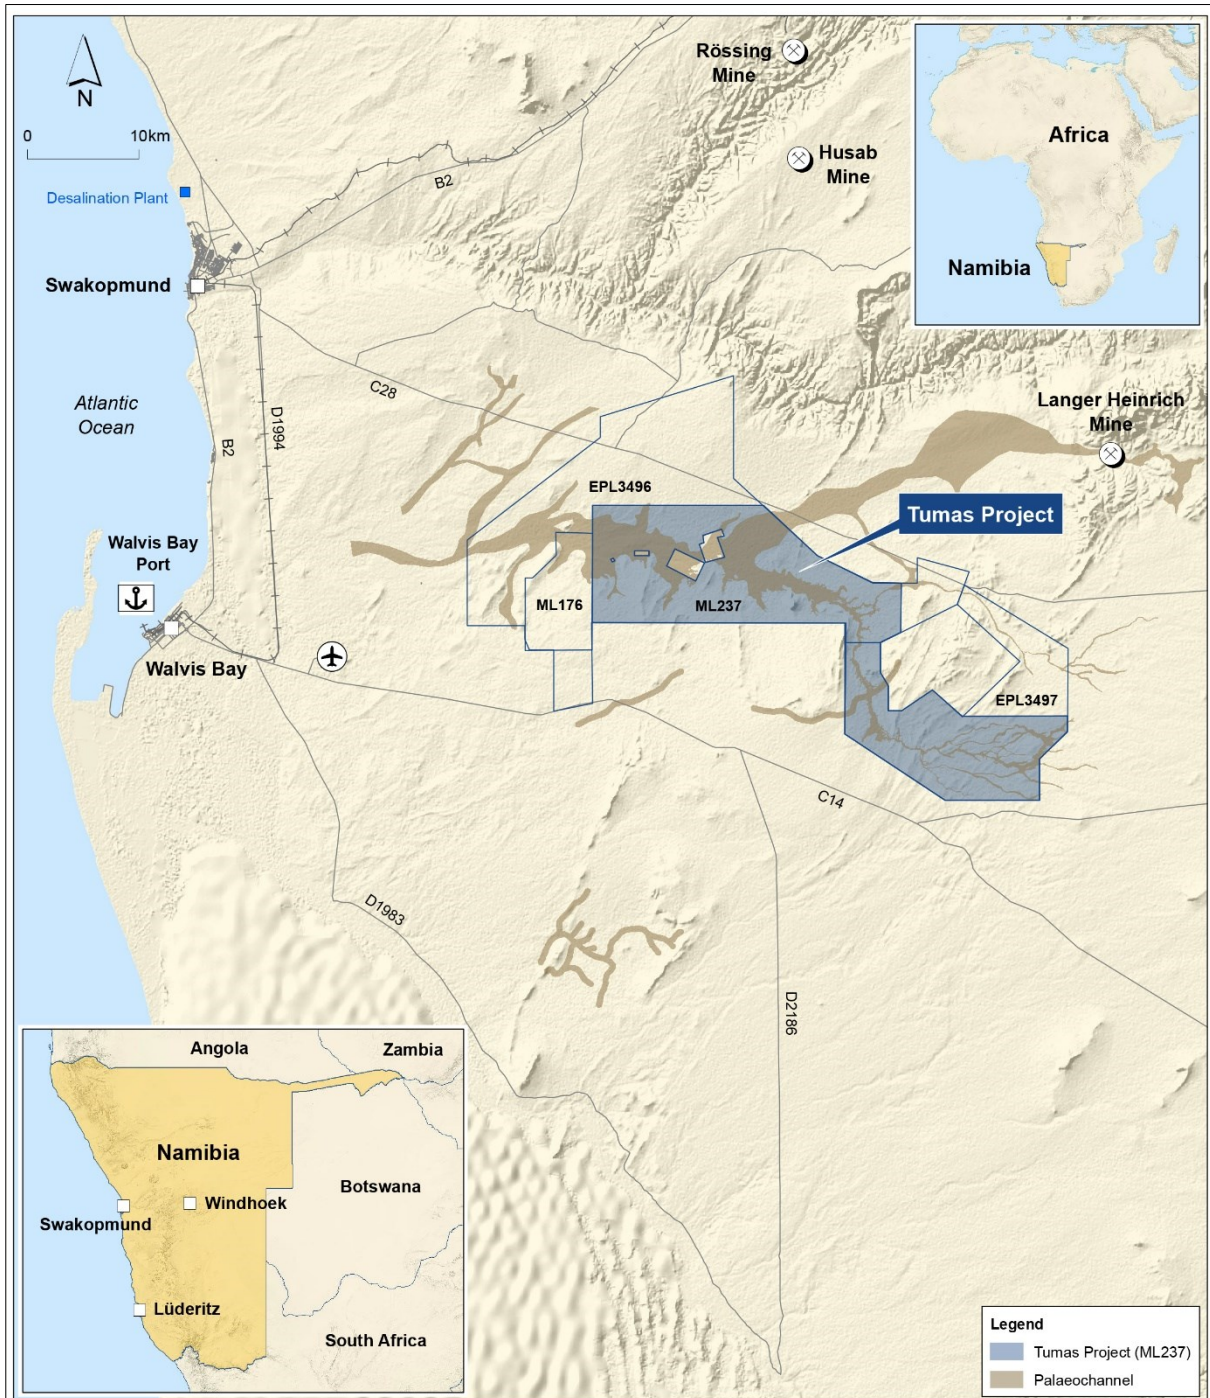 Rössing
Mine
N
0 10km
Africa
Husab
Mine
B2
Desalination Plant
Namibia
Swakopmund
C28
Langer Heinrich
Mine
Atlantic
Ocean
D1994
B2
EPL3496
Tumas Project
Walvis Bay
Port
ML176
ML237
Walvis Bay
EPL3497
C14
D1983
D2186
Angola
Zambia
Namibia
Botswana
Windhoek
Swakopmund
Lüderitz
South Africa
Legend
Tumas Project (ML237)
Palaeochannel